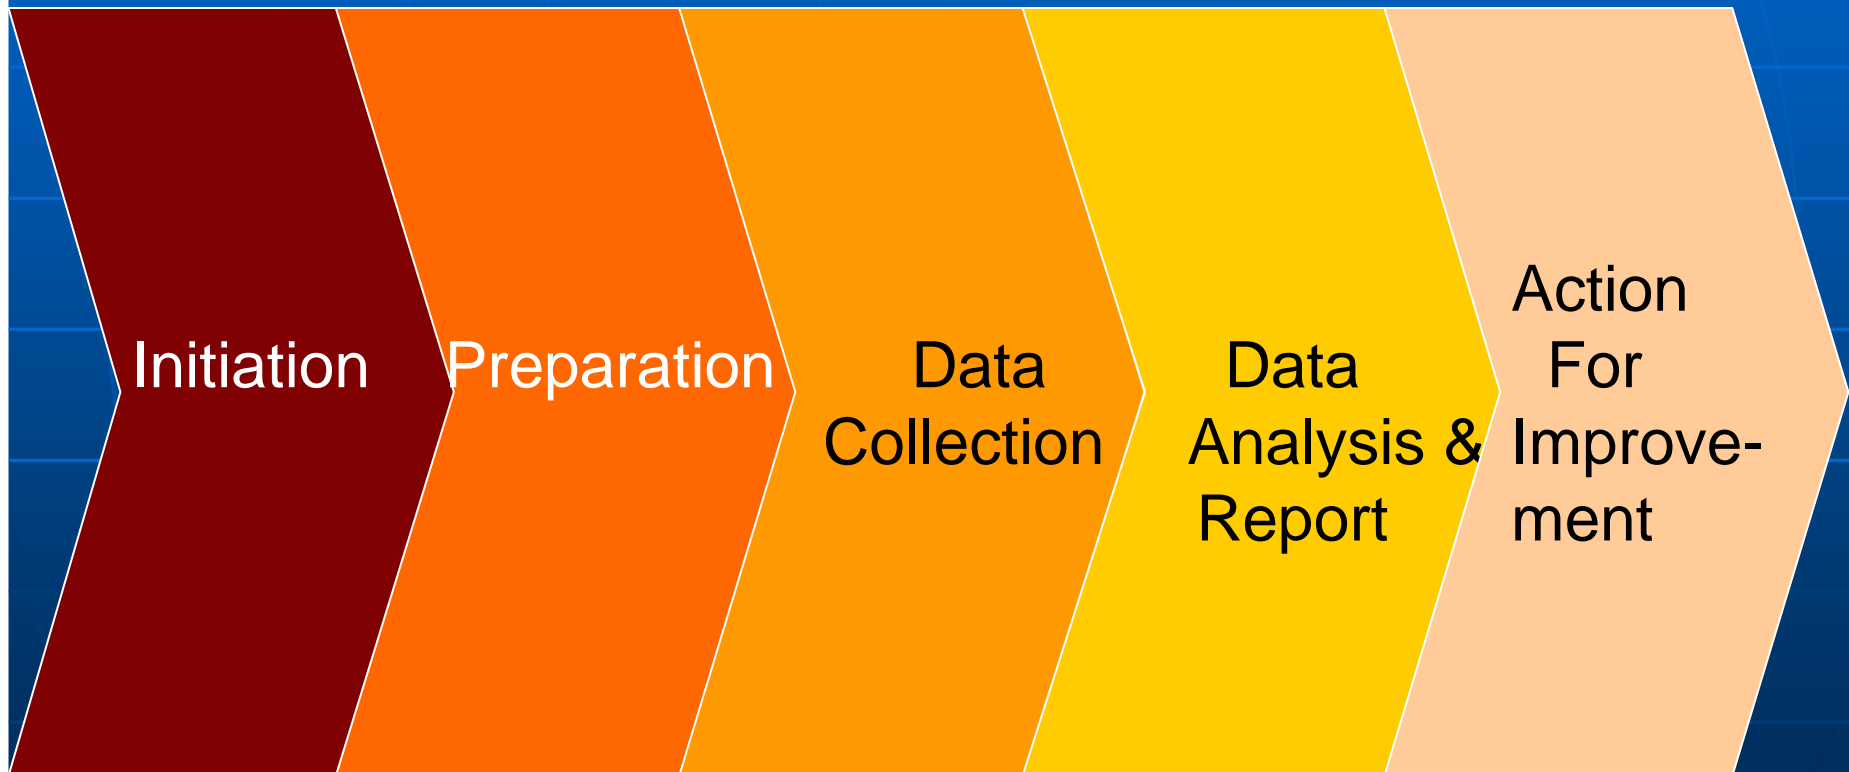 Initiation
Preparation
Data
Collection
Data
Analysis &
Report
Action
For
Improve-
ment